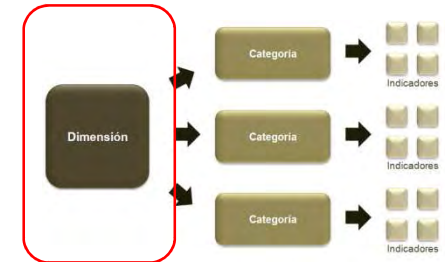 Categoría
Indicadores
Dimensión
Categoría
Indicadores
Categoría
Indicadores